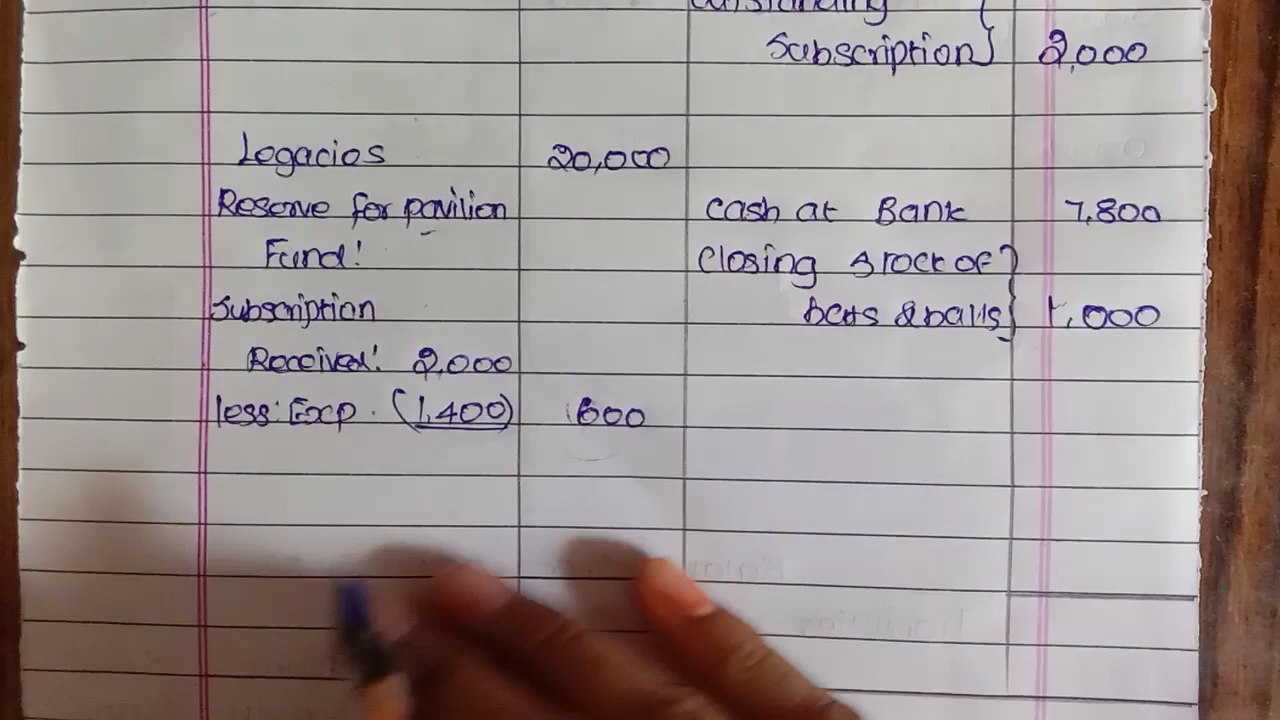 Subscription} 2,000
Legacies 20,000
Reserve for pavilion cash at Bank 7,800
Fund: closing stock of}
Subscription bats & balls} 1,000
Received: 2,000
less: Exp. (1,400) 600